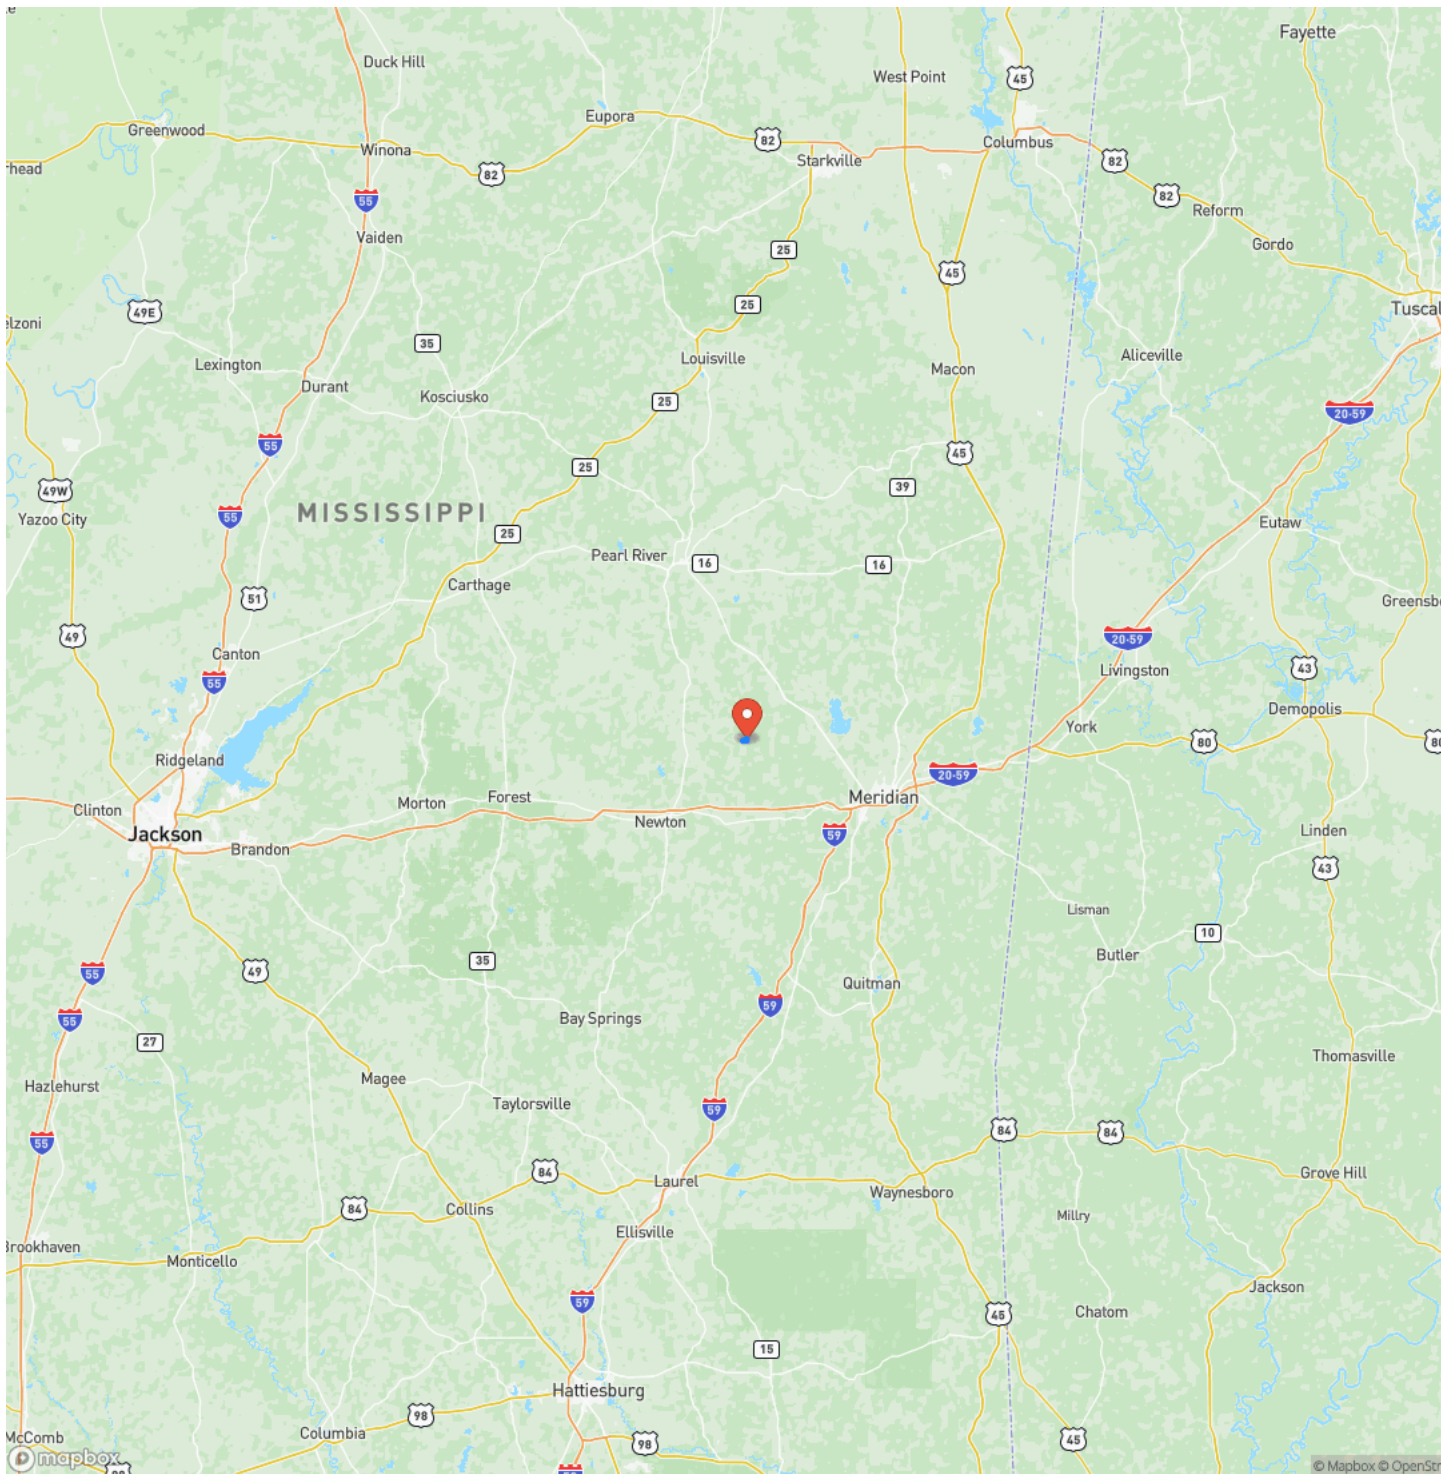 Fayette
Duck Hill
West Point
45
Eupora
Greenwood
Columbus
82
Winona
Starkville
82
rhead
82
82
55
Reform
Vaiden
Gordo
25
45
25
49E
Tuscal
elzoni
35
Louisville
Aliceville
Lexington
Macon
Durant
Kosciusko
25
20-59
55
45
25
39
49W
MISSISSIPPI
55
Yazoo City
Eutaw
25
Pearl River
16
16
Carthage
51
Greensb
49
20-59
Canton
43
Livingston
55
Demopolis
York
80
80
Ridgeland
20-59
Meridian
Forest
Morton
Clinton
Newton
Jackson
59
Linden
Brandon
43
Lisman
10
Butler
35
49
55
Quitman
59
Bay Springs
55
27
Thomasville
Magee
Hazlehurst
Taylorsville
59
84
84
55
84
Grove Hill
Laurel
Waynesboro
84
Collins
Millry
Ellisville
Brookhaven
Monticello
Jackson
59
Chatom
45
15
Hattiesburg
98
Columbia
McComb
45
98
mapbox
© Mapbox © OpenStr